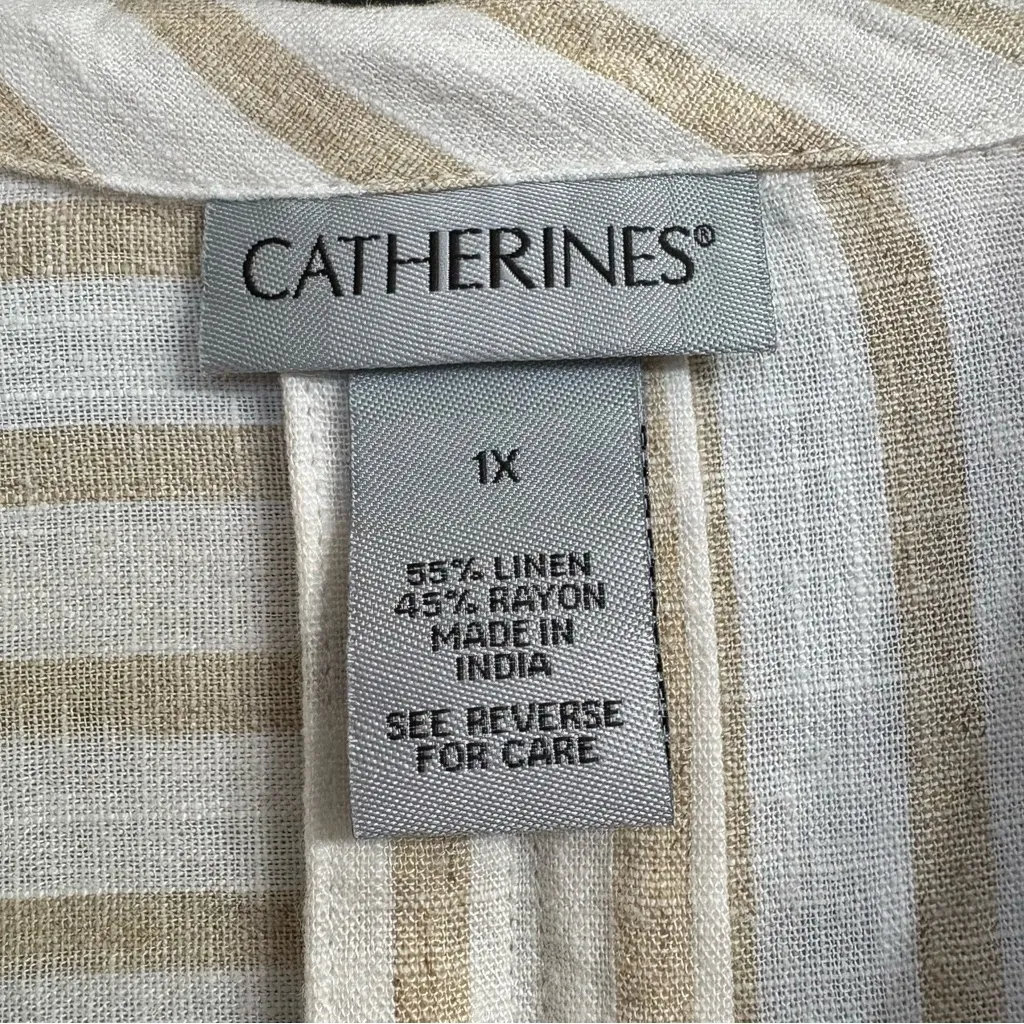 CATHERINES®
1X
55% LINEN
45% RAYON
MADE IN
INDIA
SEE REVERSE
FOR CARE